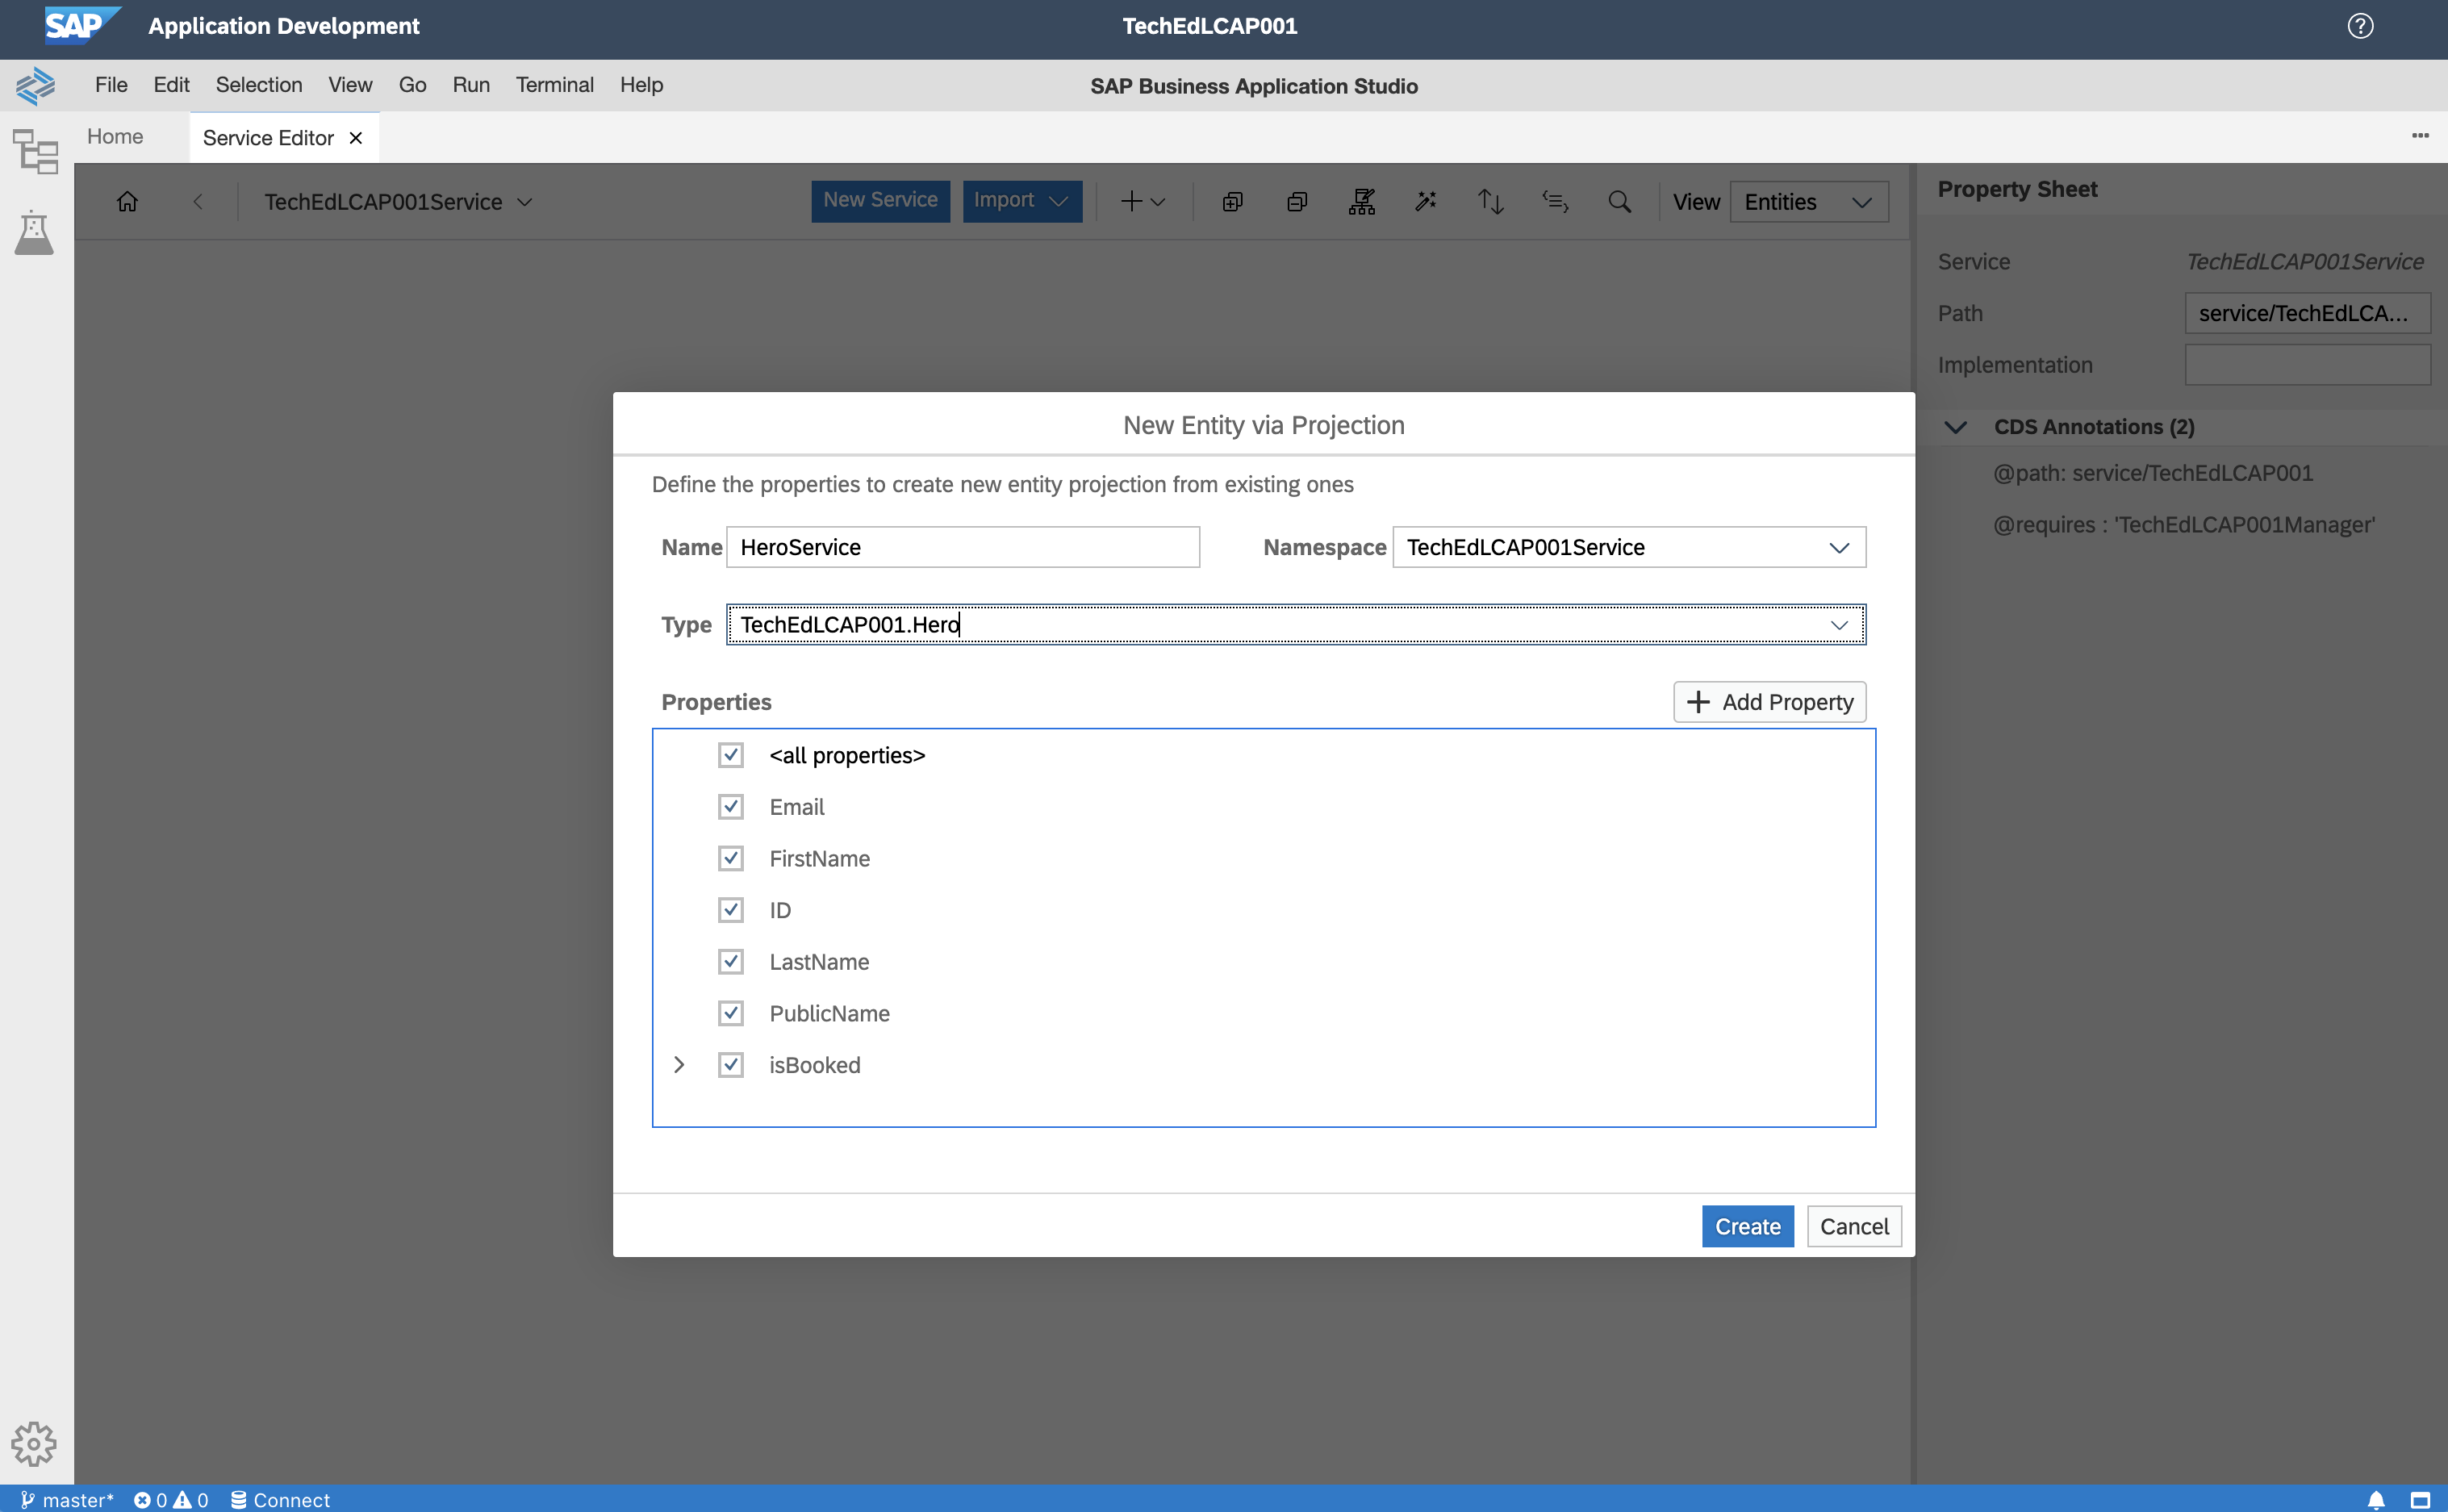 SAP Application Development TechEdLCAP001
File Edit Selection View Go Run Terminal Help SAP Business Application Studio
Home Service Editor
TechEdLCAP001Service New Service Import View Entities
Property Sheet
Service TechEdLCAP001Service
Path service/TechEdLCA...
Implementation
CDS Annotations (2)
@path: service/TechEdLCAP001
@requires : 'TechEdLCAP001Manager'
New Entity via Projection
Define the properties to create new entity projection from existing ones
Name HeroService Namespace TechEdLCAP001Service
Type TechEdLCAP001.Hero
Properties Add Property
<all properties>
Email
FirstName
ID
LastName
PublicName
isBooked
Create Cancel
master* 0 0 Connect